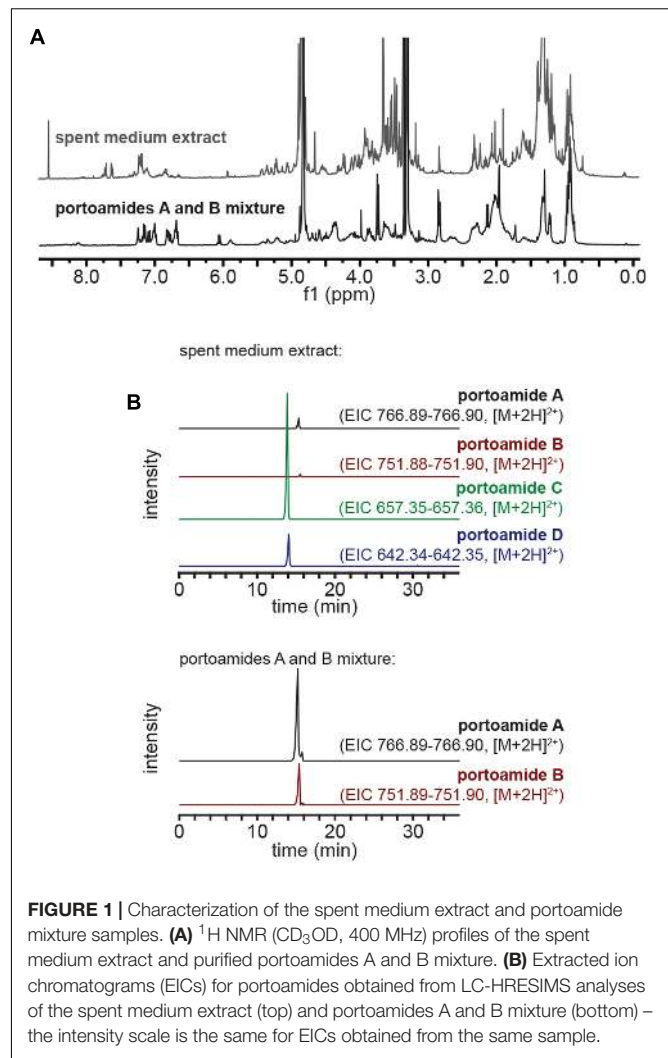 A
spent medium extract
portoamides A and B mixture
8.0 7.0 6.0 5.0 4.0 3.0 2.0 1.0 0.0
f1 (ppm)
spent medium extract:
B
portoamide A
(EIC 766.89-766.90, [M+2H]²⁺)
portoamide B
(EIC 751.88-751.90, [M+2H]²⁺)
portoamide C
(EIC 657.35-657.36, [M+2H]²⁺)
portoamide D
(EIC 642.34-642.35, [M+2H]²⁺)
intensity
0 10 20 30
time (min)
portoamides A and B mixture:
portoamide A
(EIC 766.89-766.90, [M+2H]²⁺)
portoamide B
(EIC 751.89-751.90, [M+2H]²⁺)
intensity
0 10 20 30
time (min)
FIGURE 1 | Characterization of the spent medium extract and portoamide
mixture samples. (A) ¹H NMR (CD₃OD, 400 MHz) profiles of the spent
medium extract and purified portoamides A and B mixture. (B) Extracted ion
chromatograms (EICs) for portoamides obtained from LC-HRESIMS analyses
of the spent medium extract (top) and portoamides A and B mixture (bottom) –
the intensity scale is the same for EICs obtained from the same sample.